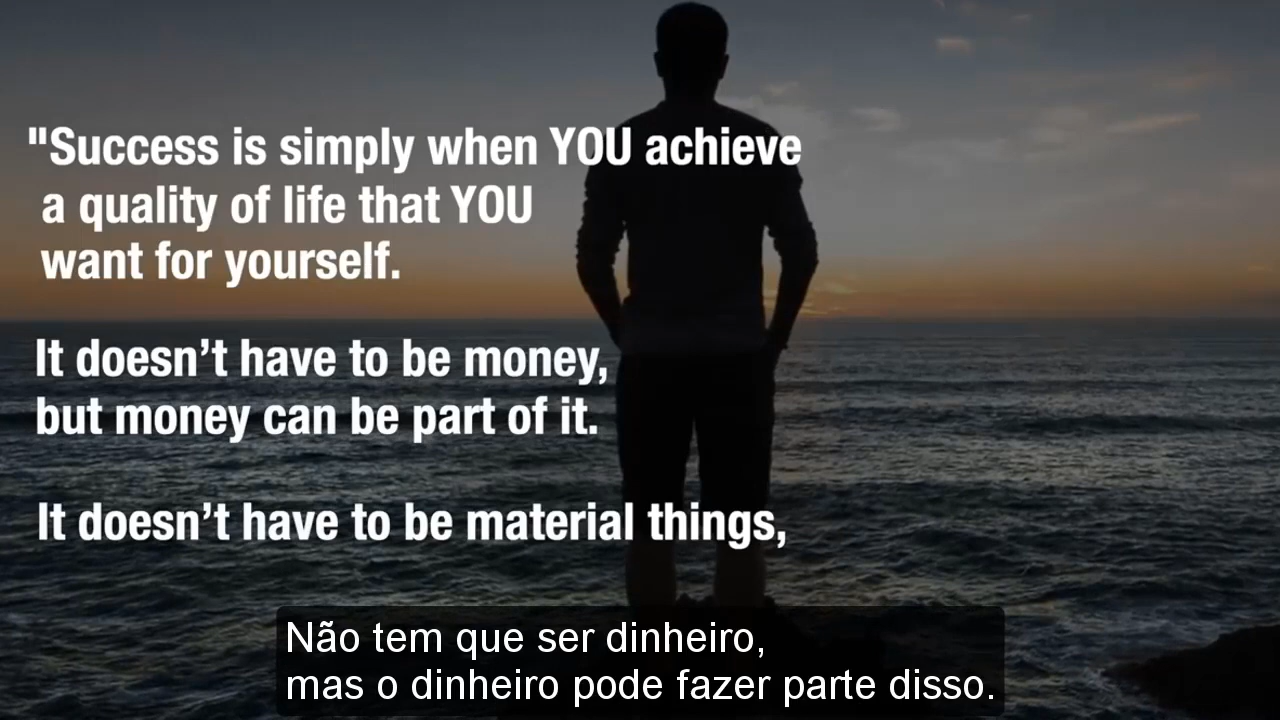 "Success is simply when YOU achieve
a quality of life that YOU
want for yourself.
It doesn’t have to be money,
but money can be part of it.
It doesn’t have to be material things,
Não tem que ser dinheiro,
mas o dinheiro pode fazer parte disso.